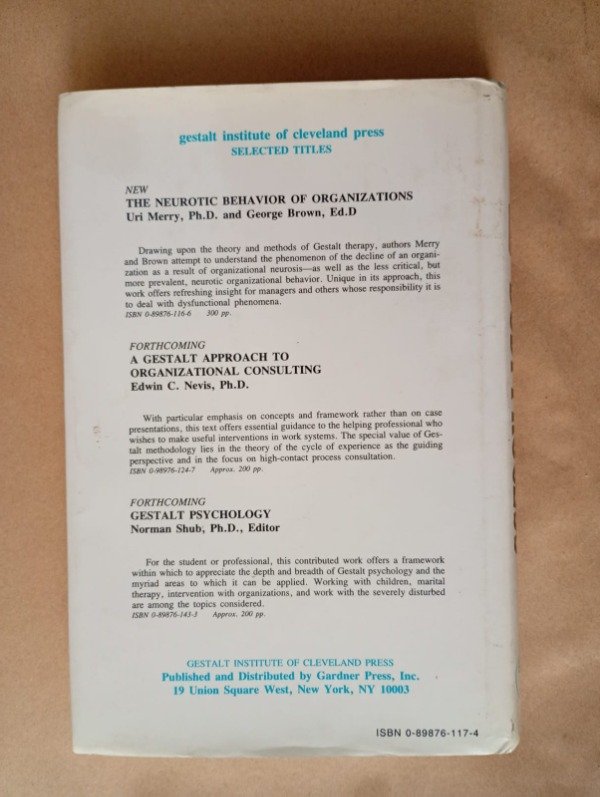 gestalt institute of cleveland press
SELECTED TITLES
NEW
THE NEUROTIC BEHAVIOR OF ORGANIZATIONS
Uri Merry, Ph.D. and George Brown, Ed.D
Drawing upon the theory and methods of Gestalt therapy, authors Merry
and Brown attempt to understand the phenomenon of the decline of an organi-
zation as a result of organizational neurosis—as well as the less critical, but
more prevalent, neurotic organizational behavior. Unique in its approach, this
work offers refreshing insight for managers and others whose responsibility it is
to deal with dysfunctional phenomena.
ISBN 0-89876-116-6 300 pp.
FORTHCOMING
A GESTALT APPROACH TO
ORGANIZATIONAL CONSULTING
Edwin C. Nevis, Ph.D.
With particular emphasis on concepts and framework rather than on case
presentations, this text offers essential guidance to the helping professional who
wishes to make useful interventions in work systems. The special value of Ges-
talt methodology lies in the theory of the cycle of experience as the guiding
perspective and in the focus on high-contact process consultation.
ISBN 0-98976-124-7 Approx. 200 pp.
FORTHCOMING
GESTALT PSYCHOLOGY
Norman Shub, Ph.D., Editor
For the student or professional, this contributed work offers a framework
within which to appreciate the depth and breadth of Gestalt psychology and the
myriad areas to which it can be applied. Working with children, marital
therapy, intervention with organizations, and work with the severely disturbed
are among the topics considered.
ISBN 0-89876-143-3 Approx. 200 pp.
GESTALT INSTITUTE OF CLEVELAND PRESS
Published and Distributed by Gardner Press, Inc.
19 Union Square West, New York, NY 10003
ISBN 0-89876-117-4